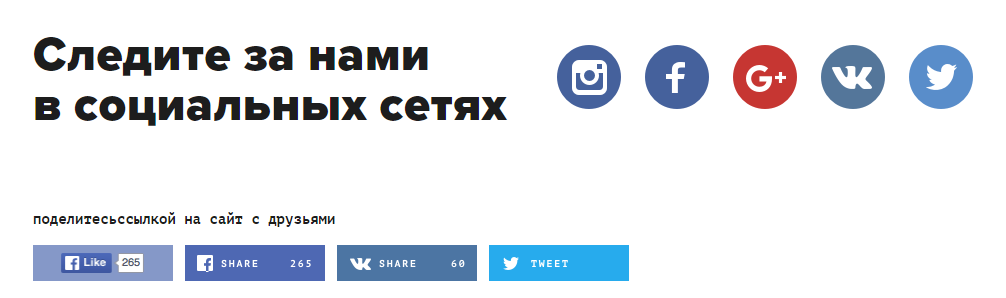 Следите за нами
в социальных сетях
поделитесьссылкой на сайт с друзьями
Like 265
SHARE 265
SHARE 60
TWEET